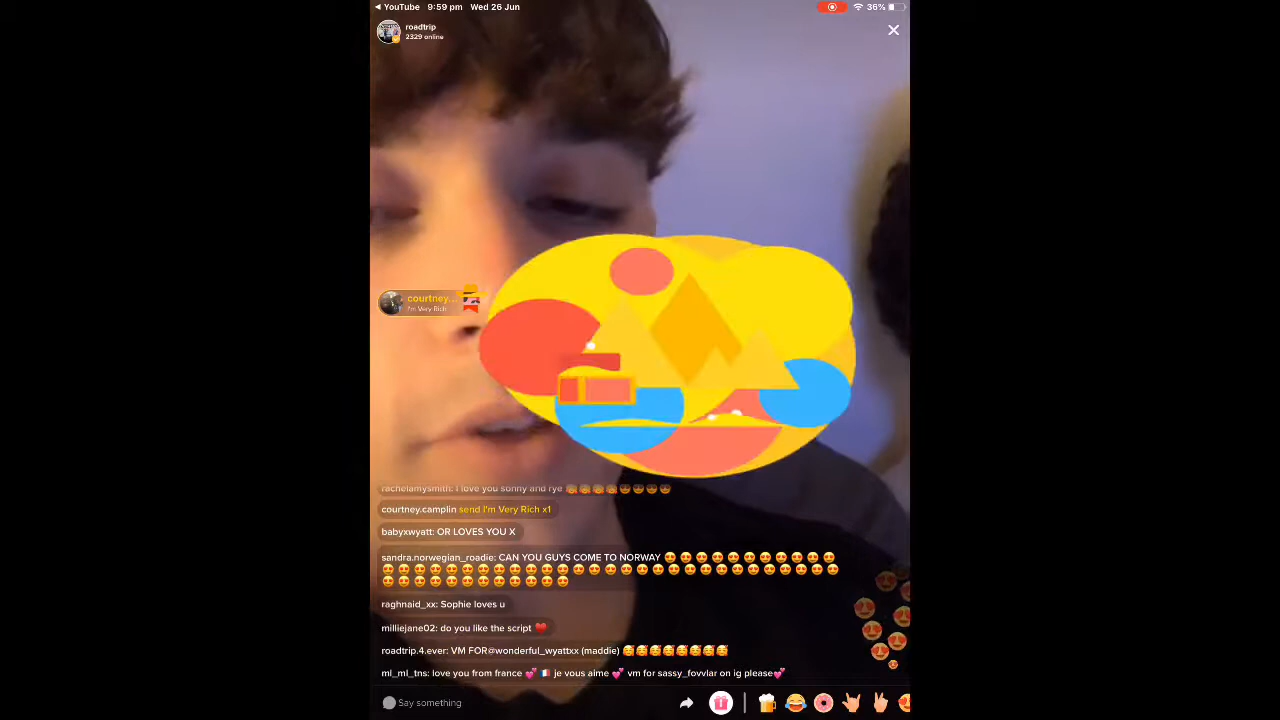 YouTube 9:59 pm Wed 26 Jun 36%
roadtrip
2329 online
courtney...
I'm Very Rich
rachelamysmith: I love you sonny and rye
courtney.camplin send I'm Very Rich x1
babyxwyatt: OR LOVES YOU X
sandra.norwegian_roadie: CAN YOU GUYS COME TO NORWAY 😍😍😍😍😍😍😍😍😍😍😍
😍😍😍😍😍😍😍😍😍😍😍😍😍😍😍😍😍😍😍😍😍😍😍😍😍😍😍😍😍
😍😍😍😍😍😍😍😍😍😍😍😍
raghnaid_xx: Sophie loves u
milliejane02: do you like the script ♥️
roadtrip.4.ever: VM FOR@wonderful_wyattxx (maddie) 🥰🥰🥰🥰🥰🥰🥰🥰
ml_ml_tns: love you from france 💕 🇫🇷 je vous aime 💕 vm for sassy_fovvlar on ig please💕
Say something